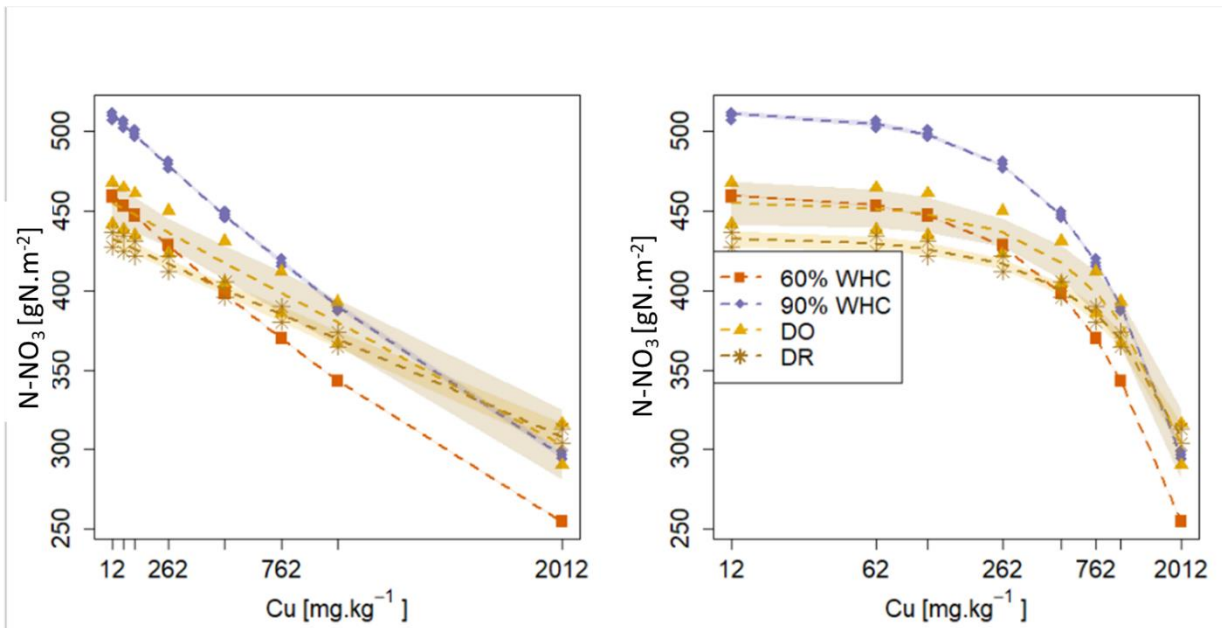 N-NO3 [gN.m-2]
500
450
400
350
300
250
12 262 762 2012
Cu [mg.kg−1 ]
N-NO3 [gN.m-2]
500
450
400
350
300
250
60% WHC
90% WHC
DO
DR
12 62 262 762 2012
Cu [mg.kg−1 ]